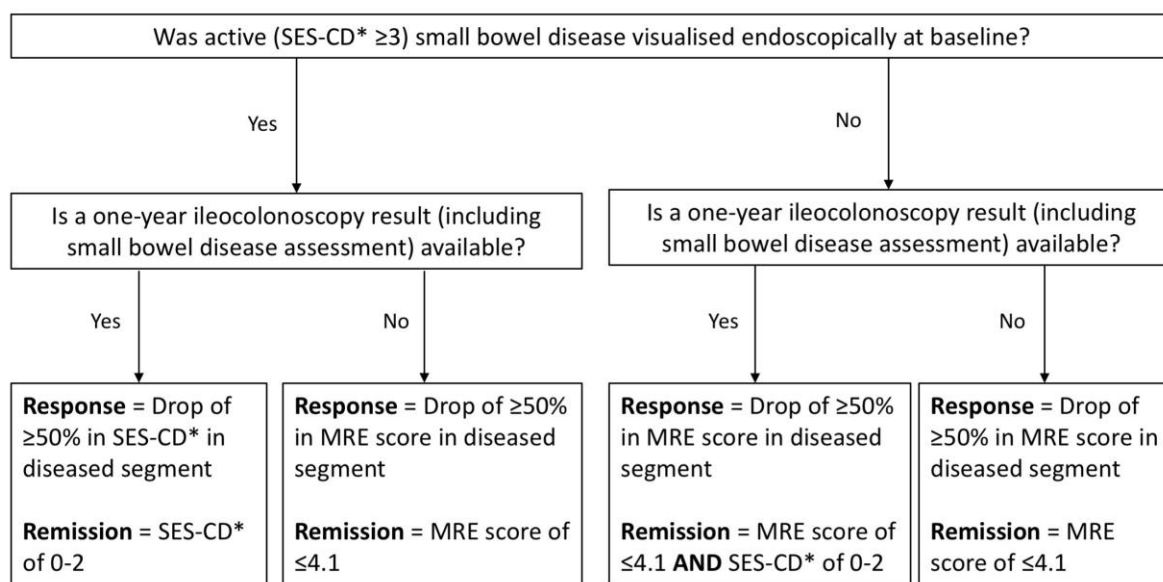 Was active (SES-CD* ≥3) small bowel disease visualised endoscopically at baseline?
Yes
No
Is a one-year ileocolonoscopy result (including
small bowel disease assessment) available?
Is a one-year ileocolonoscopy result (including
small bowel disease assessment) available?
Yes
No
Yes
No
Response = Drop of
≥50% in SES-CD* in
diseased segment
Remission = SES-CD*
of 0-2
Response = Drop of ≥50%
in MRE score in diseased
segment
Remission = MRE score of
≤4.1
Response = Drop of ≥50%
in MRE score in diseased
segment
Remission = MRE score of
≤4.1 AND SES-CD* of 0-2
Response = Drop of
≥50% in MRE score in
diseased segment
Remission = MRE
score of ≤4.1